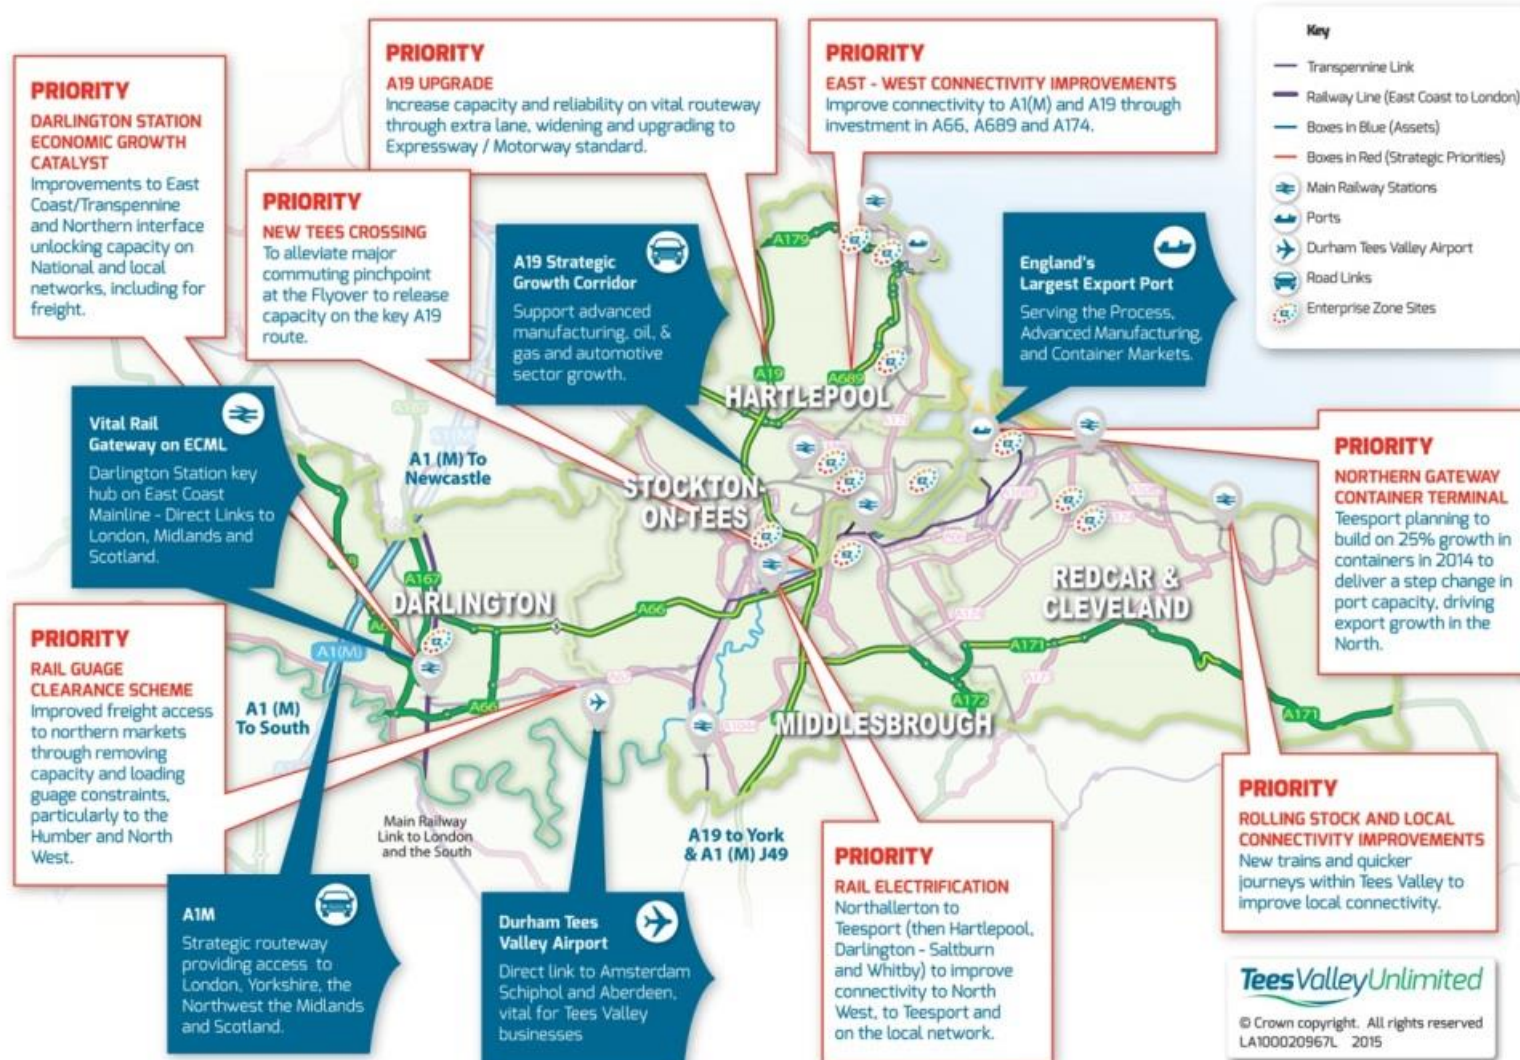 PRIORITY
DARLINGTON STATION
ECONOMIC GROWTH
CATALYST
Improvements to East
Coast/Transpennine
and Northern interface
unlocking capacity on
National and local
networks, including for
freight.
PRIORITY
A19 UPGRADE
Increase capacity and reliability on vital routeway
through extra lane, widening and upgrading to
Expressway / Motorway standard.
PRIORITY
EAST - WEST CONNECTIVITY IMPROVEMENTS
Improve connectivity to A1(M) and A19 through
investment in A66, A689 and A174.
Key
Transpennine Link
Railway Line (East Coast to London)
Boxes in Blue (Assets)
Boxes in Red (Strategic Priorities)
Main Railway Stations
Ports
Durham Tees Valley Airport
Road Links
Enterprise Zone Sites
PRIORITY
NEW TEES CROSSING
To alleviate major
commuting pinchpoint
at the Flyover to release
capacity on the key A19
route.
A19 Strategic
Growth Corridor
Support advanced
manufacturing, oil, &
gas and automotive
sector growth.
England's
Largest Export Port
Serving the Process,
Advanced Manufacturing,
and Container Markets.
Vital Rail
Gateway on ECML
Darlington Station key
hub on East Coast
Mainline - Direct Links to
London, Midlands and
Scotland.
A179
A19
A689
HARTLEPOOL
A167
A1(M)
A1 (M) To
Newcastle
STOCKTON-
ON-TEES
PRIORITY
NORTHERN GATEWAY
CONTAINER TERMINAL
Teesport planning to
build on 25% growth in
containers in 2014 to
deliver a step change in
port capacity, driving
export growth in the
North.
A167
DARLINGTON
A66
REDCAR &
CLEVELAND
PRIORITY
RAIL GUAGE
CLEARANCE SCHEME
Improved freight access
to northern markets
through removing
capacity and loading
guage constraints,
particularly to the
Humber and North
West.
A1(M)
A1 (M)
To South
A66
A171
A172
A171
MIDDLESBROUGH
Main Railway
Link to London
and the South
A19 to York
& A1 (M) J49
A1M
Strategic routeway
providing access to
London, Yorkshire, the
Northwest the Midlands
and Scotland.
Durham Tees
Valley Airport
Direct link to Amsterdam
Schiphol and Aberdeen,
vital for Tees Valley
businesses
PRIORITY
RAIL ELECTRIFICATION
Northallerton to
Teesport (then Hartlepool,
Darlington - Saltburn
and Whitby) to improve
connectivity to North
West, to Teesport and
on the local network.
PRIORITY
ROLLING STOCK AND LOCAL
CONNECTIVITY IMPROVEMENTS
New trains and quicker
journeys within Tees Valley to
improve local connectivity.
TeesValleyUnlimited
© Crown copyright. All rights reserved
LA100020967L 2015